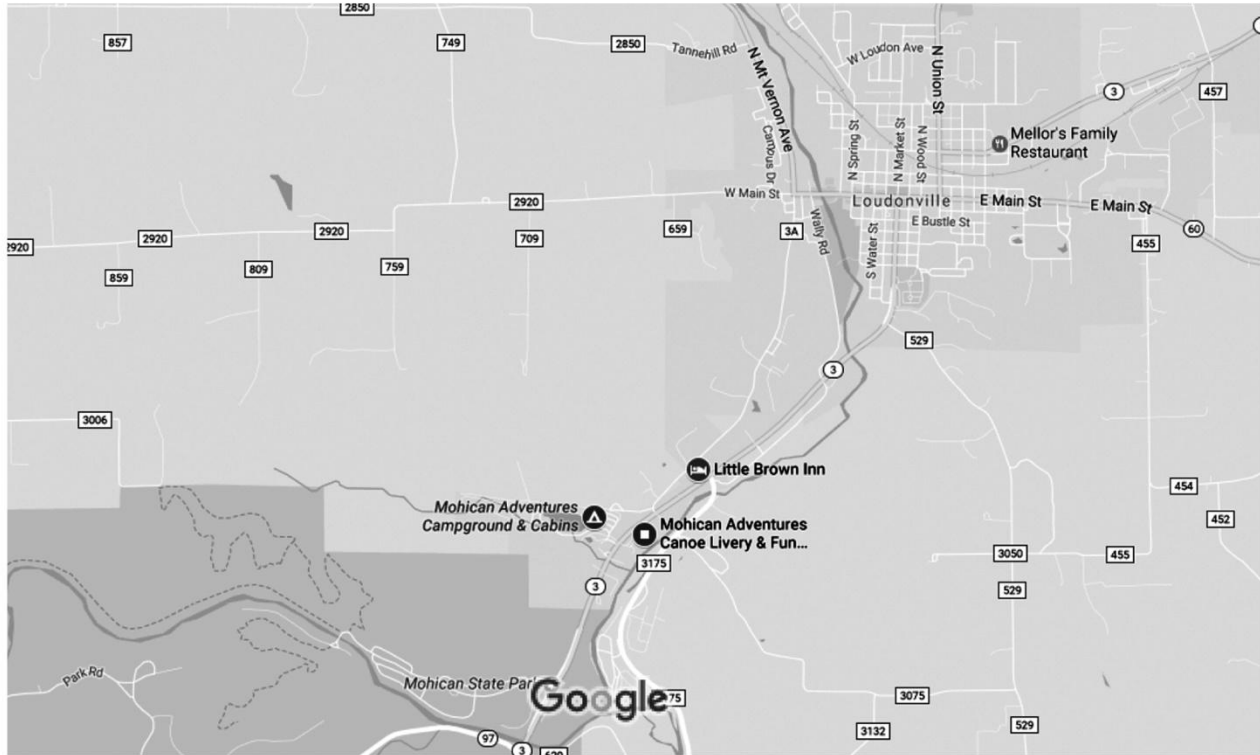 2850
857
749
2850
Tannehill Rd
N Mt Vernon Ave
W Loudon Ave
N Union St
3
457
Mellor's Family
Restaurant
Campus Dr
N Spring St
N Market St
N Wood St
W Main St
Loudonville
E Main St
E Main St
2920
2920
2920
2920
709
659
3A
Wally Rd
S Water St
E Bustle St
455
60
859
809
759
529
3
3006
Little Brown Inn
454
452
Mohican Adventures
Campground & Cabins
Mohican Adventures
Canoe Livery & Fun...
3175
3050
455
3
529
Park Rd
Mohican State Park
Google
75
3075
3132
529
97
3